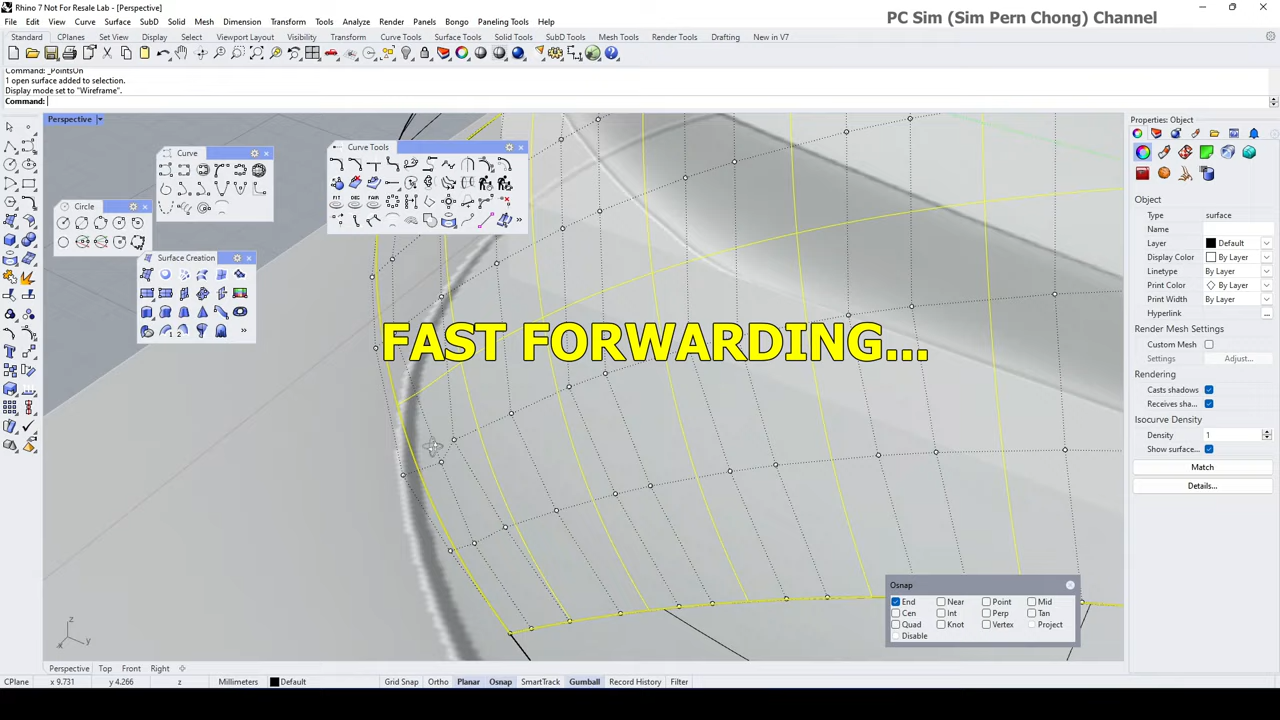 Rhino 7 Not For Resale Lab - [Perspective]
PC Sim (Sim Pern Chong) Channel
File Edit View Curve Surface SubD Solid Mesh Dimension Transform Tools Analyze Render Panels Bongo Paneling Tools Help
Standard CPlanes Set View Display Select Viewport Layout Visibility Transform Curve Tools Surface Tools Solid Tools SubD Tools Mesh Tools Render Tools Drafting New in V7
Command: _PointsOn
1 open surface added to selection.
Display mode set to "Wireframe".
Command:
Perspective
Properties: Object
Curve
Curve Tools
Circle
Surface Creation
Object
Type surface
Name
Layer Default
Display Color By Layer
Linetype By Layer
Print Color By Layer
Print Width By Layer
Hyperlink ...
Render Mesh Settings
Custom Mesh
Settings Adjust...
Rendering
Casts shadows
Receives sha...
Isocurve Density
Density 1
Show surface...
Match
Details...
FAST FORWARDING...
Osnap
End Near Point Mid
Cen Int Perp Tan
Quad Knot Vertex Project
Disable
Perspective Top Front Right
CPlane x 9.731 y 4.266 z Millimeters Default Grid Snap Ortho Planar Osnap SmartTrack Gumball Record History Filter